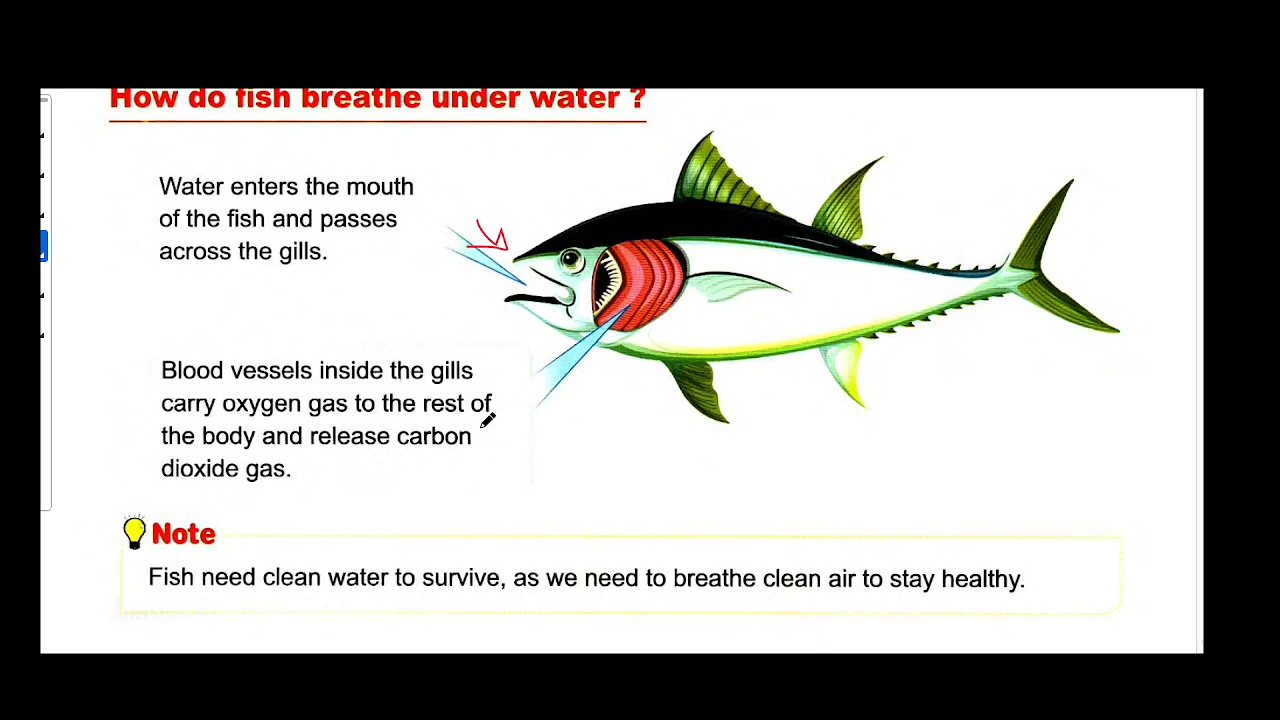 How do fish breathe under water ?
Water enters the mouth
of the fish and passes
across the gills.
Blood vessels inside the gills
carry oxygen gas to the rest of
the body and release carbon
dioxide gas.
Note
Fish need clean water to survive, as we need to breathe clean air to stay healthy.